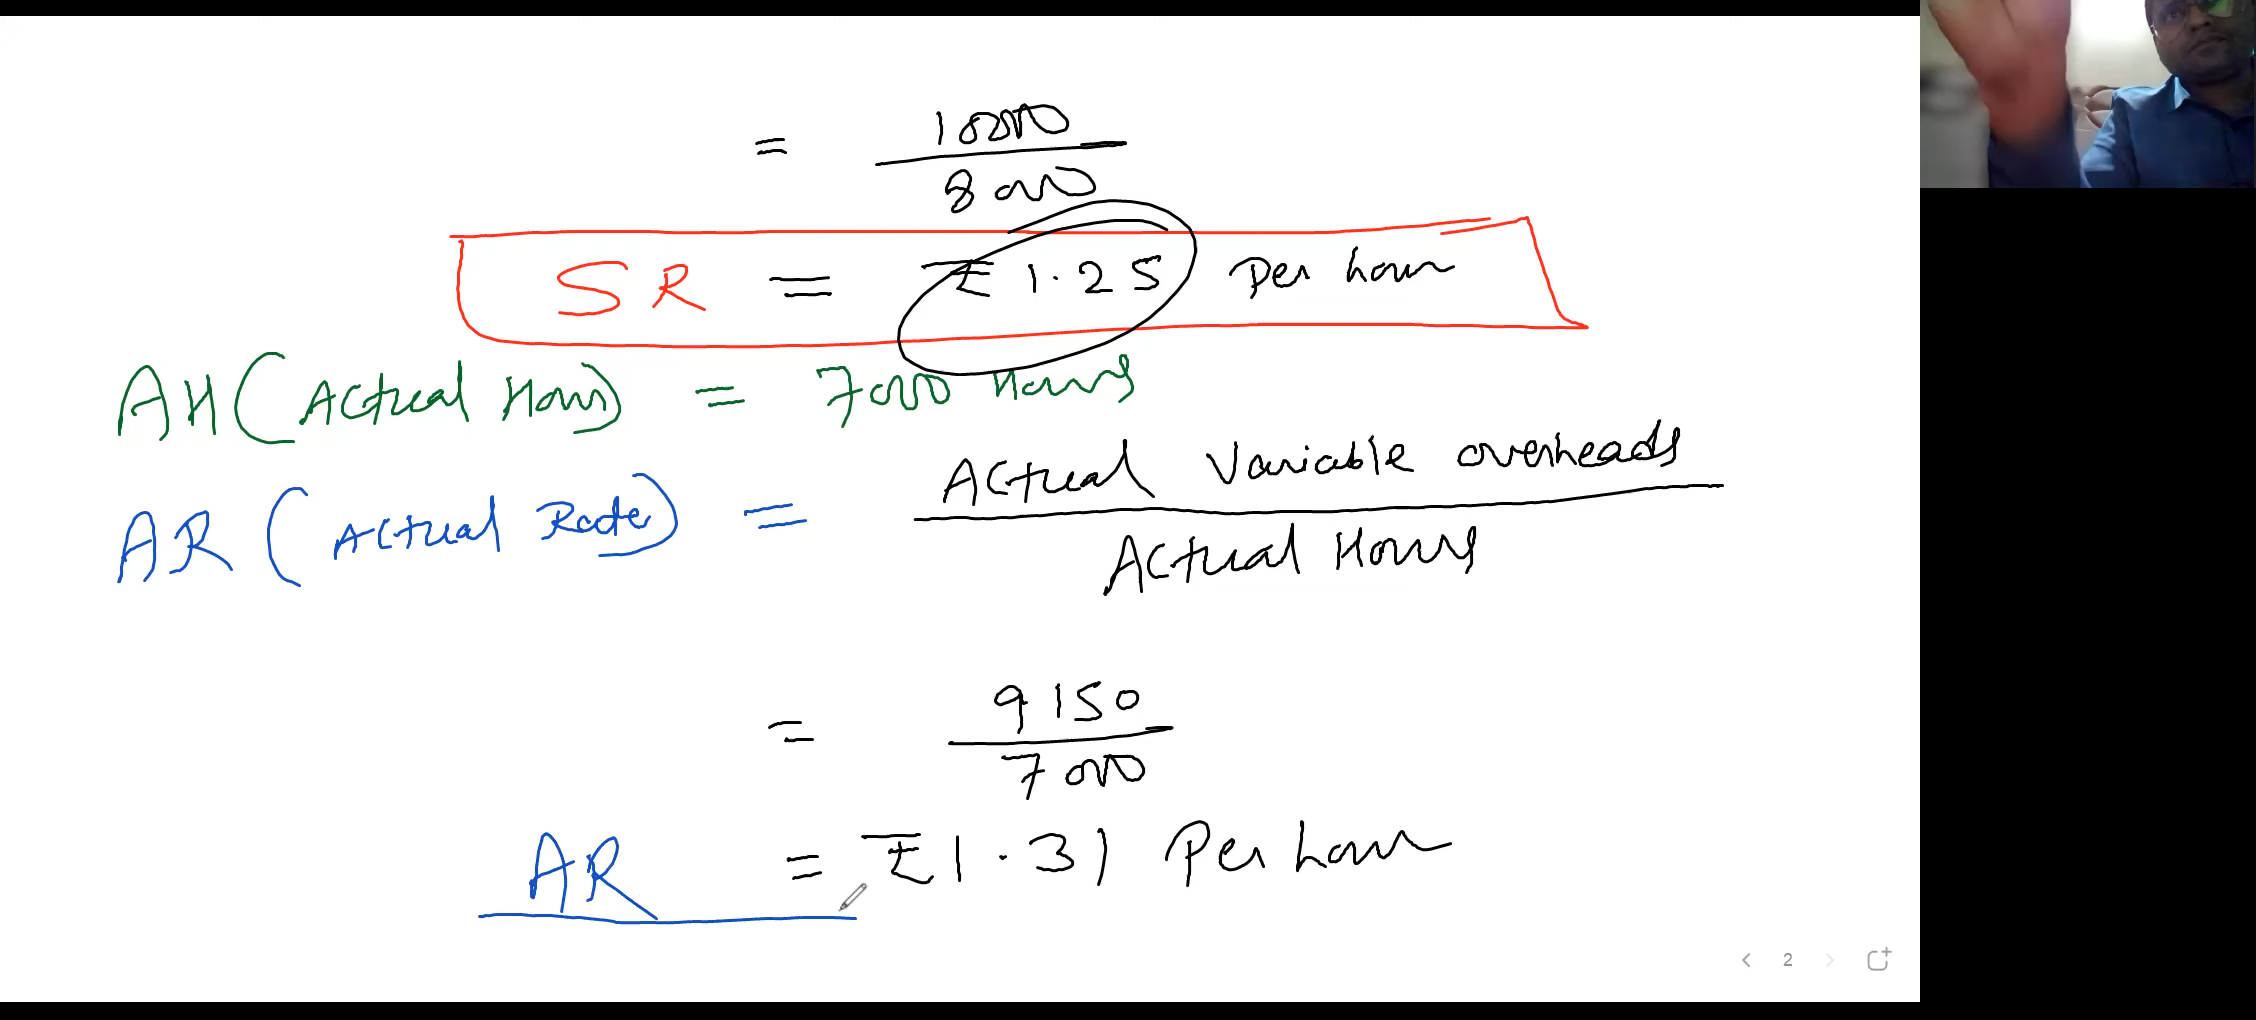 = 10000
8000
SR = ₹ 1.25 Per hour
AH (Actual Hours) = 7000 Hours
AR (Actual Rate) = Actual Variable overheads
Actual Hours
= 9150
7000
AR = ₹ 1.31 Per hour
< 2 >